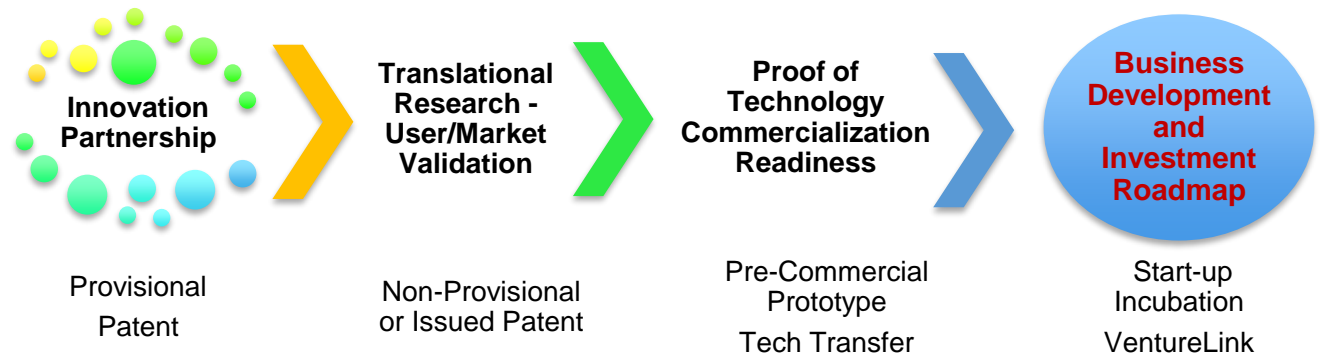 Innovation
Partnership
Translational
Research -
User/Market
Validation
Proof of
Technology
Commercialization
Readiness
Business
Development
and
Investment
Roadmap
Provisional
Patent
Non-Provisional
or Issued Patent
Pre-Commercial
Prototype
Tech Transfer
Start-up
Incubation
VentureLink